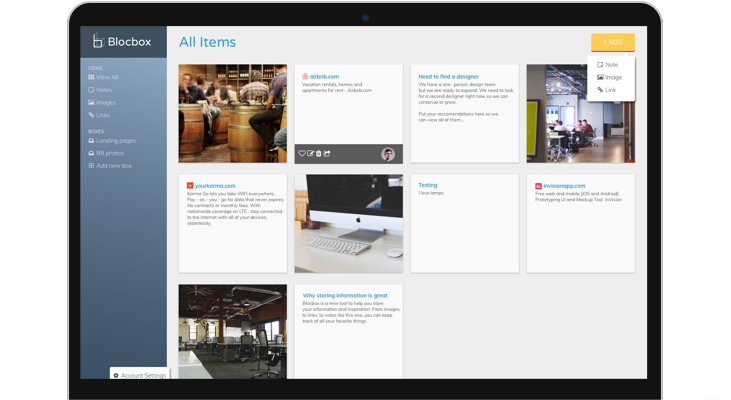 Blocbox
ITEMS
View All
Notes
Images
Links
BOXES
Landing pages
BR photos
Add new box
Account Settings
All Items
+ ADD
Note
Image
Link
airbnb.com
Vacation rentals, homes and
apartments for rent - Airbnb.com
Need to find a designer
We have a one- person design team
but we are ready to expand. We need to look
for a second designer right now so we can
continue to grow.
Put your reccomendations here so we
can view all of them...
yourkarma.com
Karma Go lets you take WIFI everywhere.
Pay - as - you - go for data that never expires.
No contracts or monthly fees. With
nationwide coverage on LTE , stay connected
to the internet with all of your devices,
seamlessly.
Texting
I love lamps
invisionapp.com
Free web and mobile (iOS and Andriod)
Prototyping UI and Mockup Tool InVision
Why storing information is great
Blocbox is a new tool to help you store
your information and inspiration. From images,
to links, to notes like this one, you can keep
track of all your favorite things.